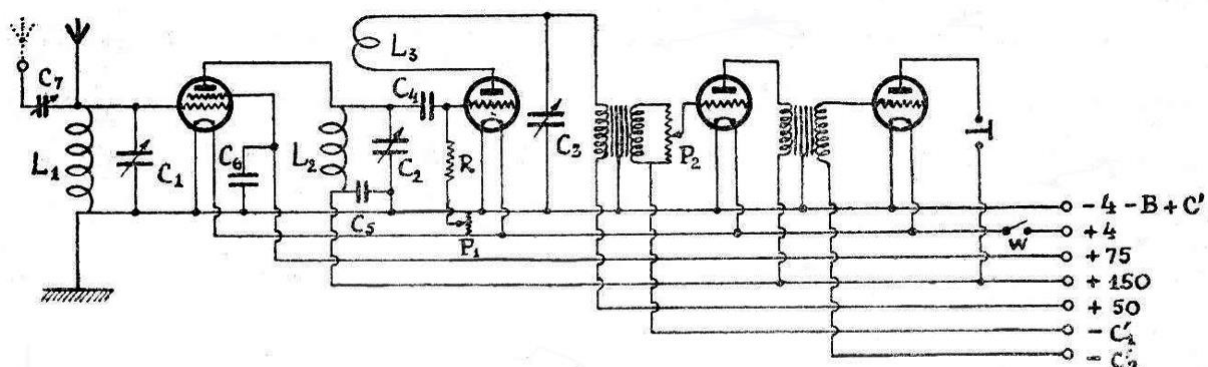 C7
L1
C1
C6
L2
C5
C2
C4
L3
R
P1
C3
P2
- 4 - B + C'
W
+ 4
+ 75
+ 150
+ 50
- C'1
- C'2